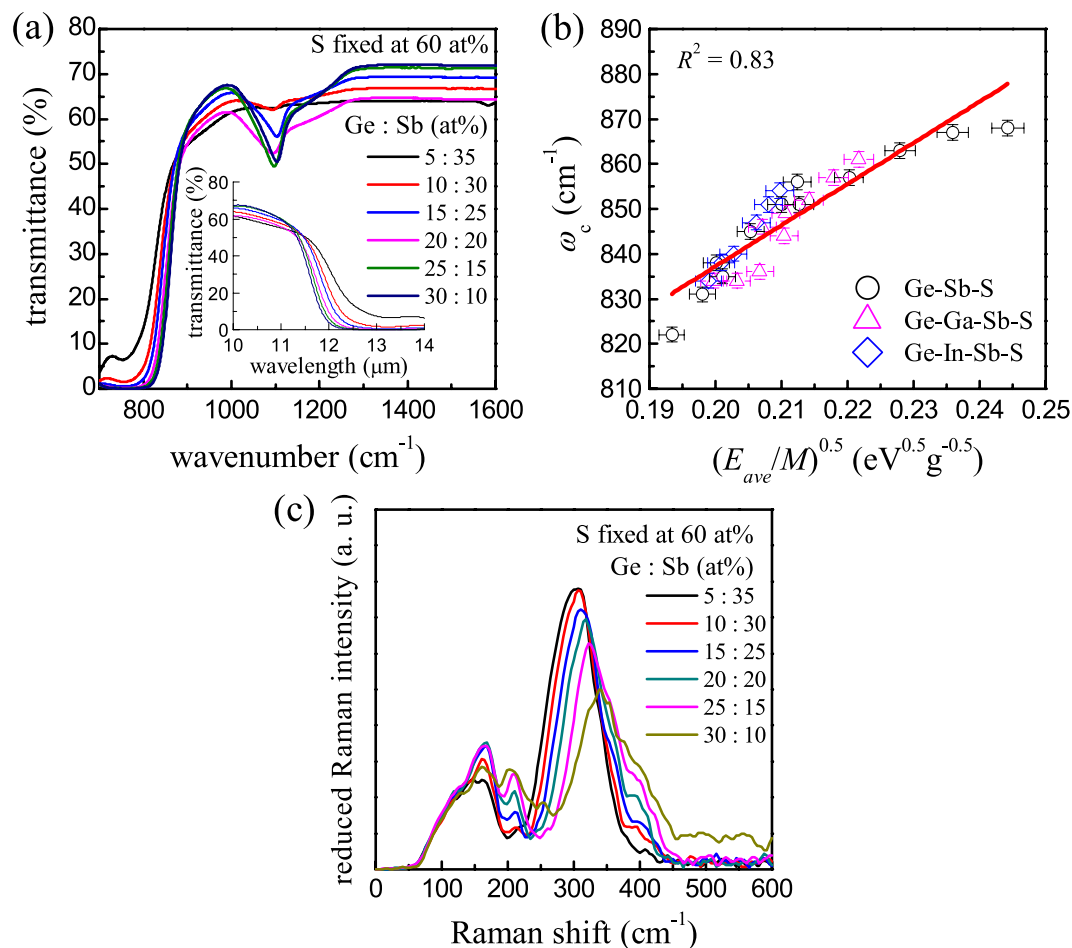 (a)
S fixed at 60 at%
Ge : Sb (at%)
5 : 35
10 : 30
15 : 25
20 : 20
25 : 15
30 : 10
transmittance (%)
80
70
60
50
40
30
20
10
0
800 1000 1200 1400 1600
wavenumber (cm⁻¹)
transmittance (%)
80
60
40
20
0
10 11 12 13 14
wavelength (μm)
(b)
R² = 0.83
ω_c (cm⁻¹)
890
880
870
860
850
840
830
820
810
0.19 0.20 0.21 0.22 0.23 0.24 0.25
(E_ave/M)^0.5 (eV^0.5g^-0.5)
Ge-Sb-S
Ge-Ga-Sb-S
Ge-In-Sb-S
(c)
S fixed at 60 at%
Ge : Sb (at%)
5 : 35
10 : 30
15 : 25
20 : 20
25 : 15
30 : 10
reduced Raman intensity (a. u.)
0 100 200 300 400 500 600
Raman shift (cm⁻¹)